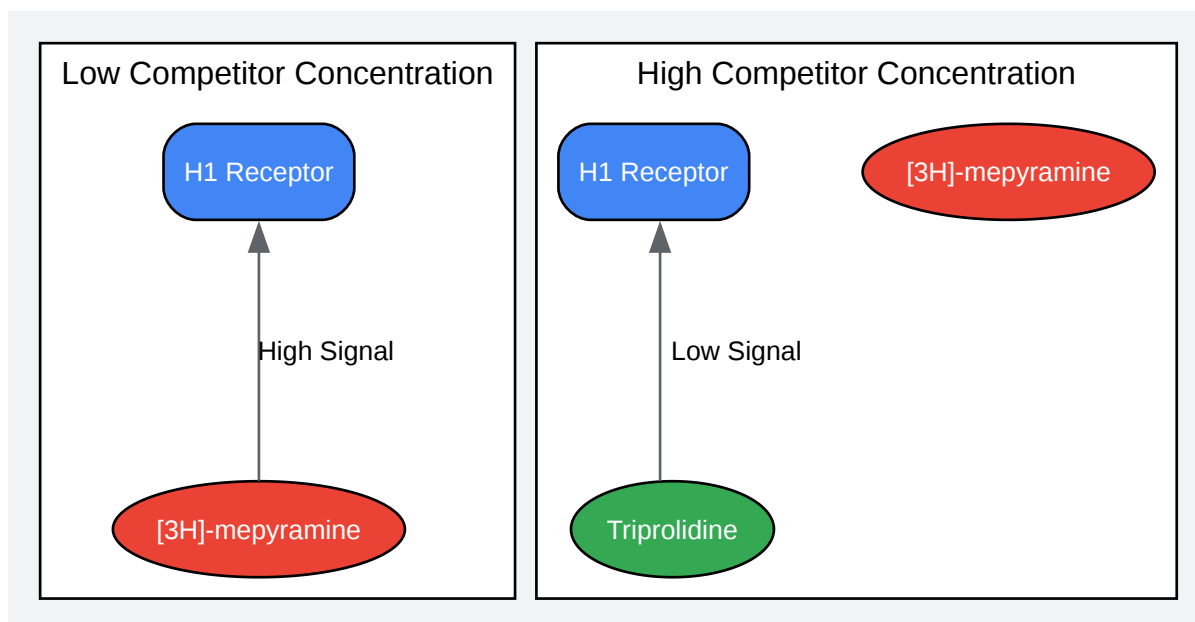 Low Competitor Concentration
H1 Receptor
High Signal
[3H]-mepyramine
High Competitor Concentration
H1 Receptor
[3H]-mepyramine
Low Signal
Triprolidine